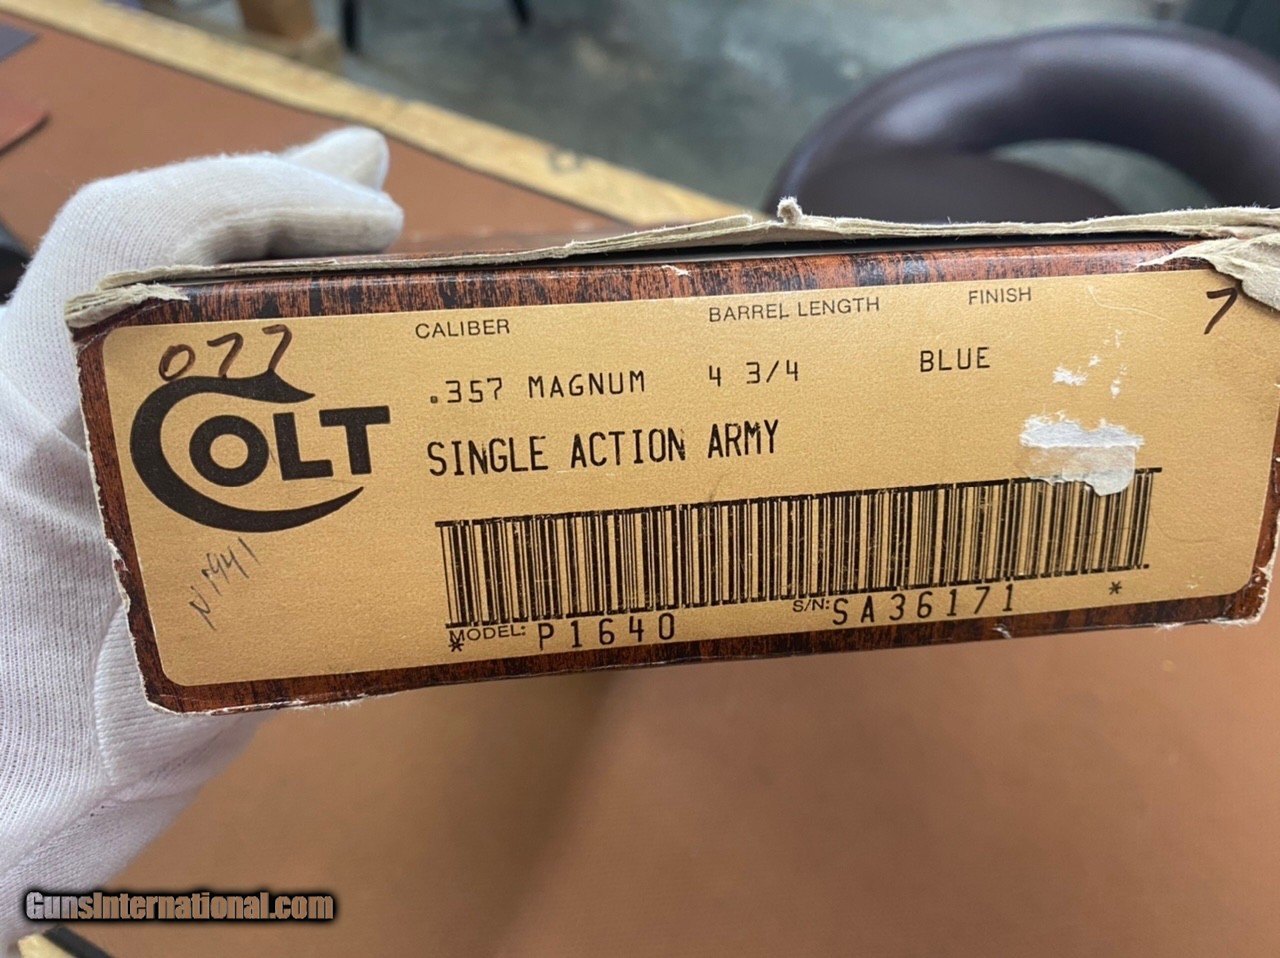 077
COLT
CALIBER BARREL LENGTH FINISH 7
.357 MAGNUM 4 3/4 BLUE
SINGLE ACTION ARMY
* MODEL: P1640 S/N: SA36171 *
GunsInternational.com